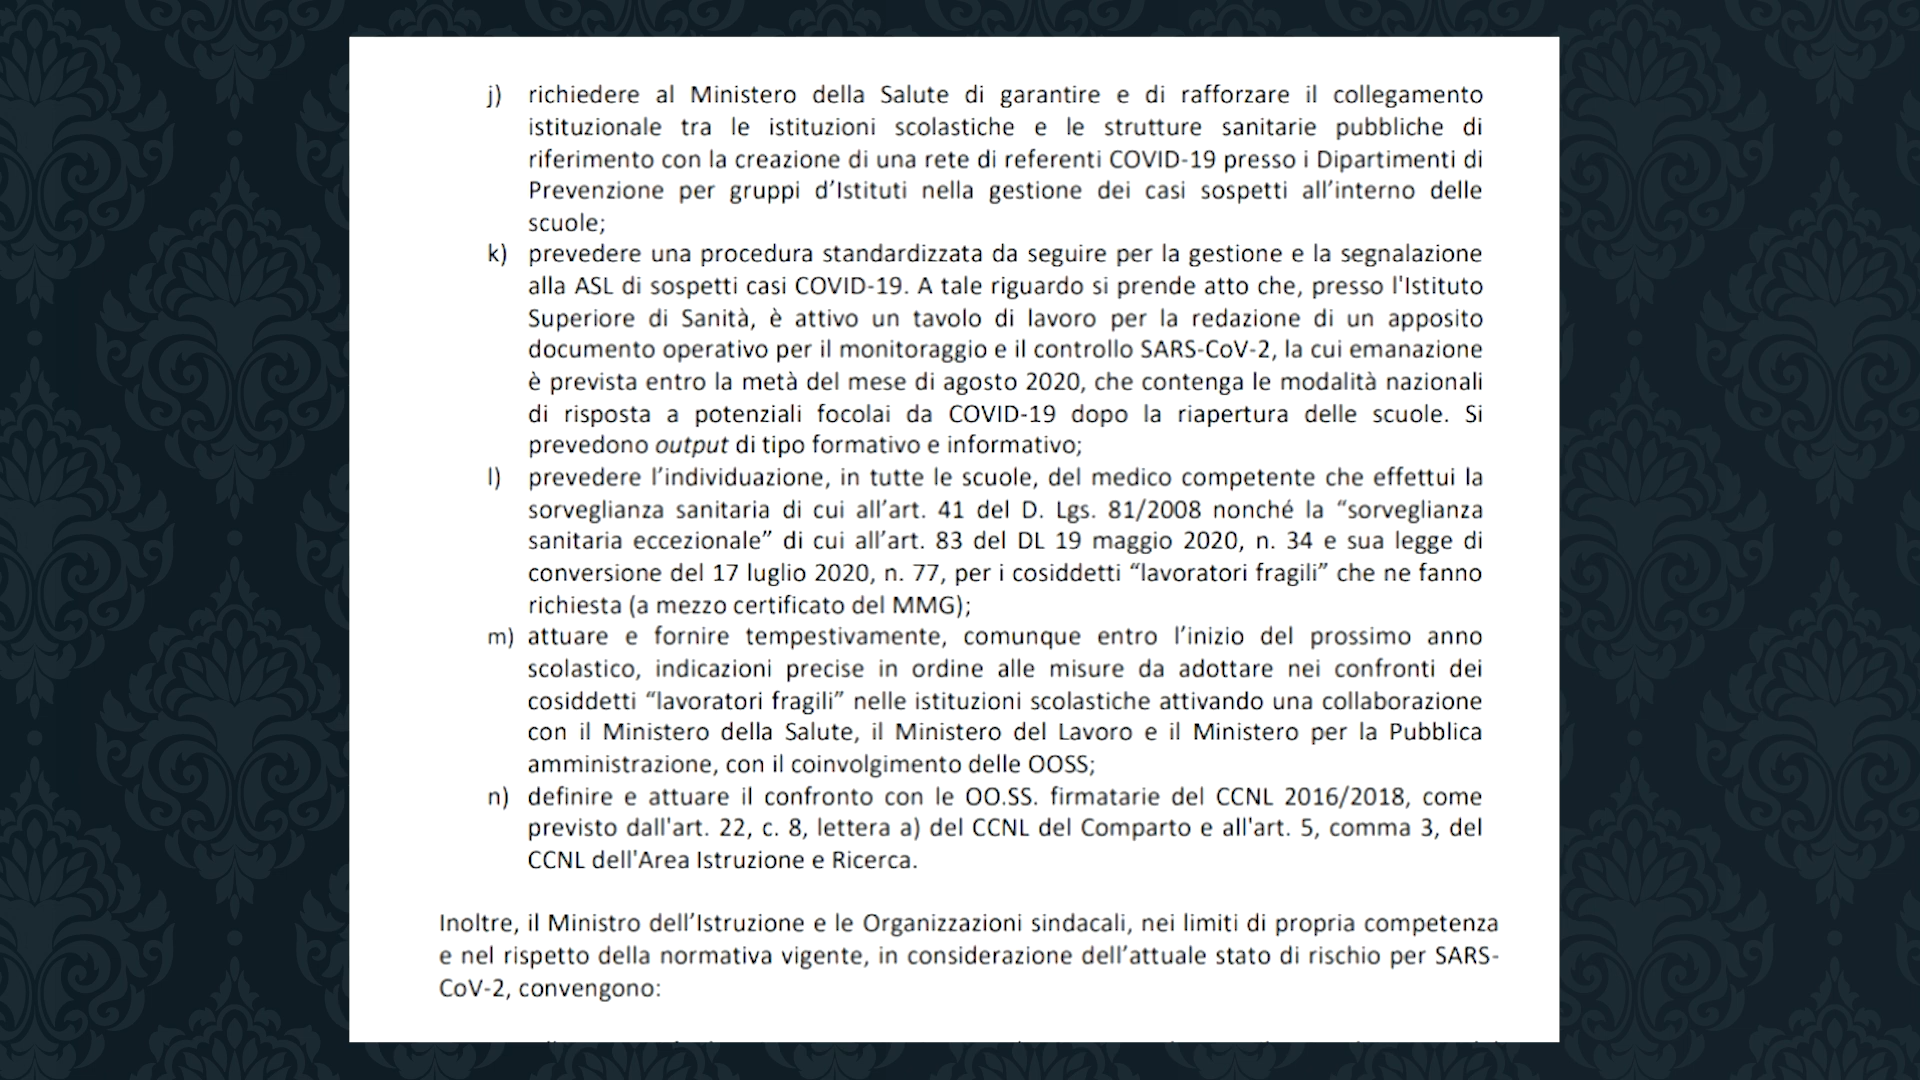 j) richiedere al Ministero della Salute di garantire e di rafforzare il collegamento
istituzionale tra le istituzioni scolastiche e le strutture sanitarie pubbliche di
riferimento con la creazione di una rete di referenti COVID-19 presso i Dipartimenti di
Prevenzione per gruppi d’Istituti nella gestione dei casi sospetti all’interno delle
scuole;
k) prevedere una procedura standardizzata da seguire per la gestione e la segnalazione
alla ASL di sospetti casi COVID-19. A tale riguardo si prende atto che, presso l'Istituto
Superiore di Sanità, è attivo un tavolo di lavoro per la redazione di un apposito
documento operativo per il monitoraggio e il controllo SARS-CoV-2, la cui emanazione
è prevista entro la metà del mese di agosto 2020, che contenga le modalità nazionali
di risposta a potenziali focolai da COVID-19 dopo la riapertura delle scuole. Si
prevedono output di tipo formativo e informativo;
l) prevedere l’individuazione, in tutte le scuole, del medico competente che effettui la
sorveglianza sanitaria di cui all’art. 41 del D. Lgs. 81/2008 nonché la “sorveglianza
sanitaria eccezionale” di cui all’art. 83 del DL 19 maggio 2020, n. 34 e sua legge di
conversione del 17 luglio 2020, n. 77, per i cosiddetti “lavoratori fragili” che ne fanno
richiesta (a mezzo certificato del MMG);
m) attuare e fornire tempestivamente, comunque entro l’inizio del prossimo anno
scolastico, indicazioni precise in ordine alle misure da adottare nei confronti dei
cosiddetti “lavoratori fragili” nelle istituzioni scolastiche attivando una collaborazione
con il Ministero della Salute, il Ministero del Lavoro e il Ministero per la Pubblica
amministrazione, con il coinvolgimento delle OOSS;
n) definire e attuare il confronto con le OO.SS. firmatarie del CCNL 2016/2018, come
previsto dall'art. 22, c. 8, lettera a) del CCNL del Comparto e all'art. 5, comma 3, del
CCNL dell'Area Istruzione e Ricerca.
Inoltre, il Ministro dell’Istruzione e le Organizzazioni sindacali, nei limiti di propria competenza
e nel rispetto della normativa vigente, in considerazione dell’attuale stato di rischio per SARS-
CoV-2, convengono: